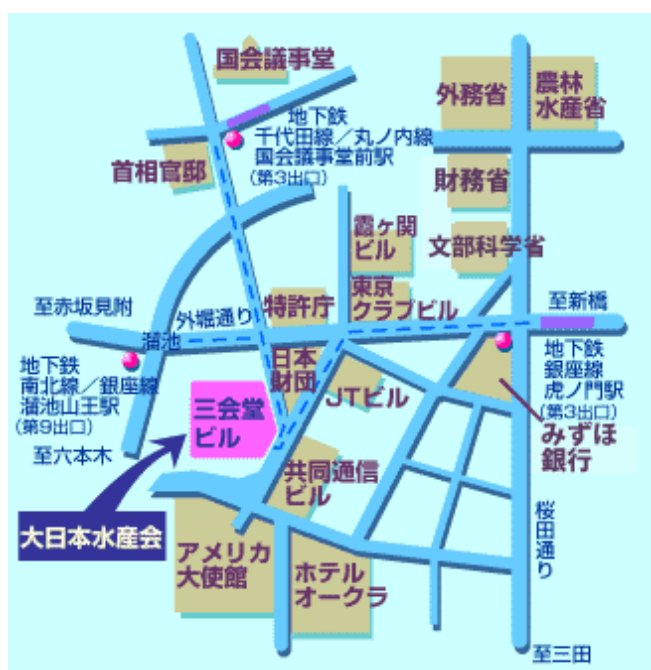 国会議事堂
外務省
農林
水産省
地下鉄
千代田線／丸ノ内線
国会議事堂前駅
(第3出口)
首相官邸
財務省
霞ヶ関
ビル
文部科学省
東京
クラブビル
特許庁
至赤坂見附
外堀通り
至新橋
溜池
地下鉄
南北線／銀座線
溜池山王駅
(第9出口)
至六本木
日本
財団
JTビル
地下鉄
銀座線
虎ノ門駅
(第3出口)
みずほ
銀行
三会堂
ビル
共同通信
ビル
大日本水産会
アメリカ
大使館
ホテル
オークラ
桜田通り
至三田